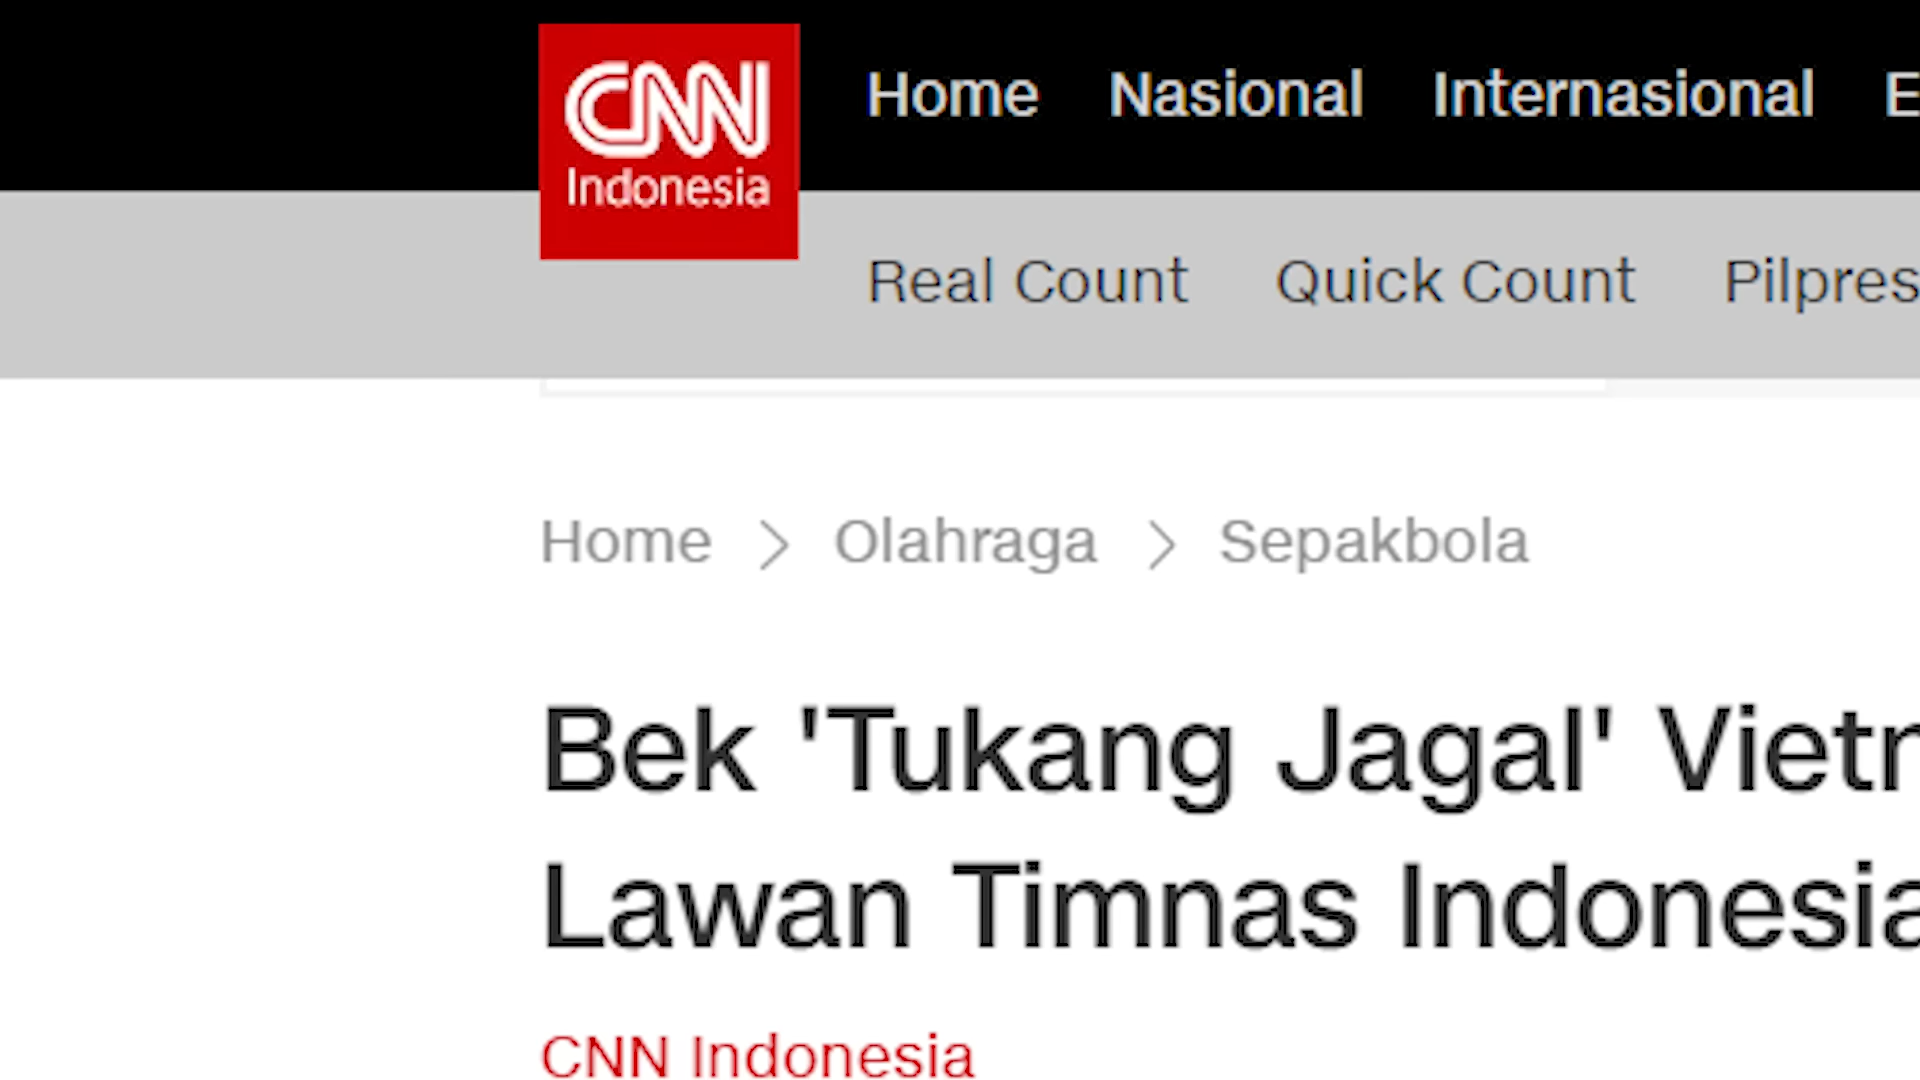 CNN
Indonesia
Home Nasional Internasional
Real Count Quick Count Pilpres
Home > Olahraga > Sepakbola
Bek 'Tukang Jagal'
Lawan Timnas Indonesia
CNN Indonesia